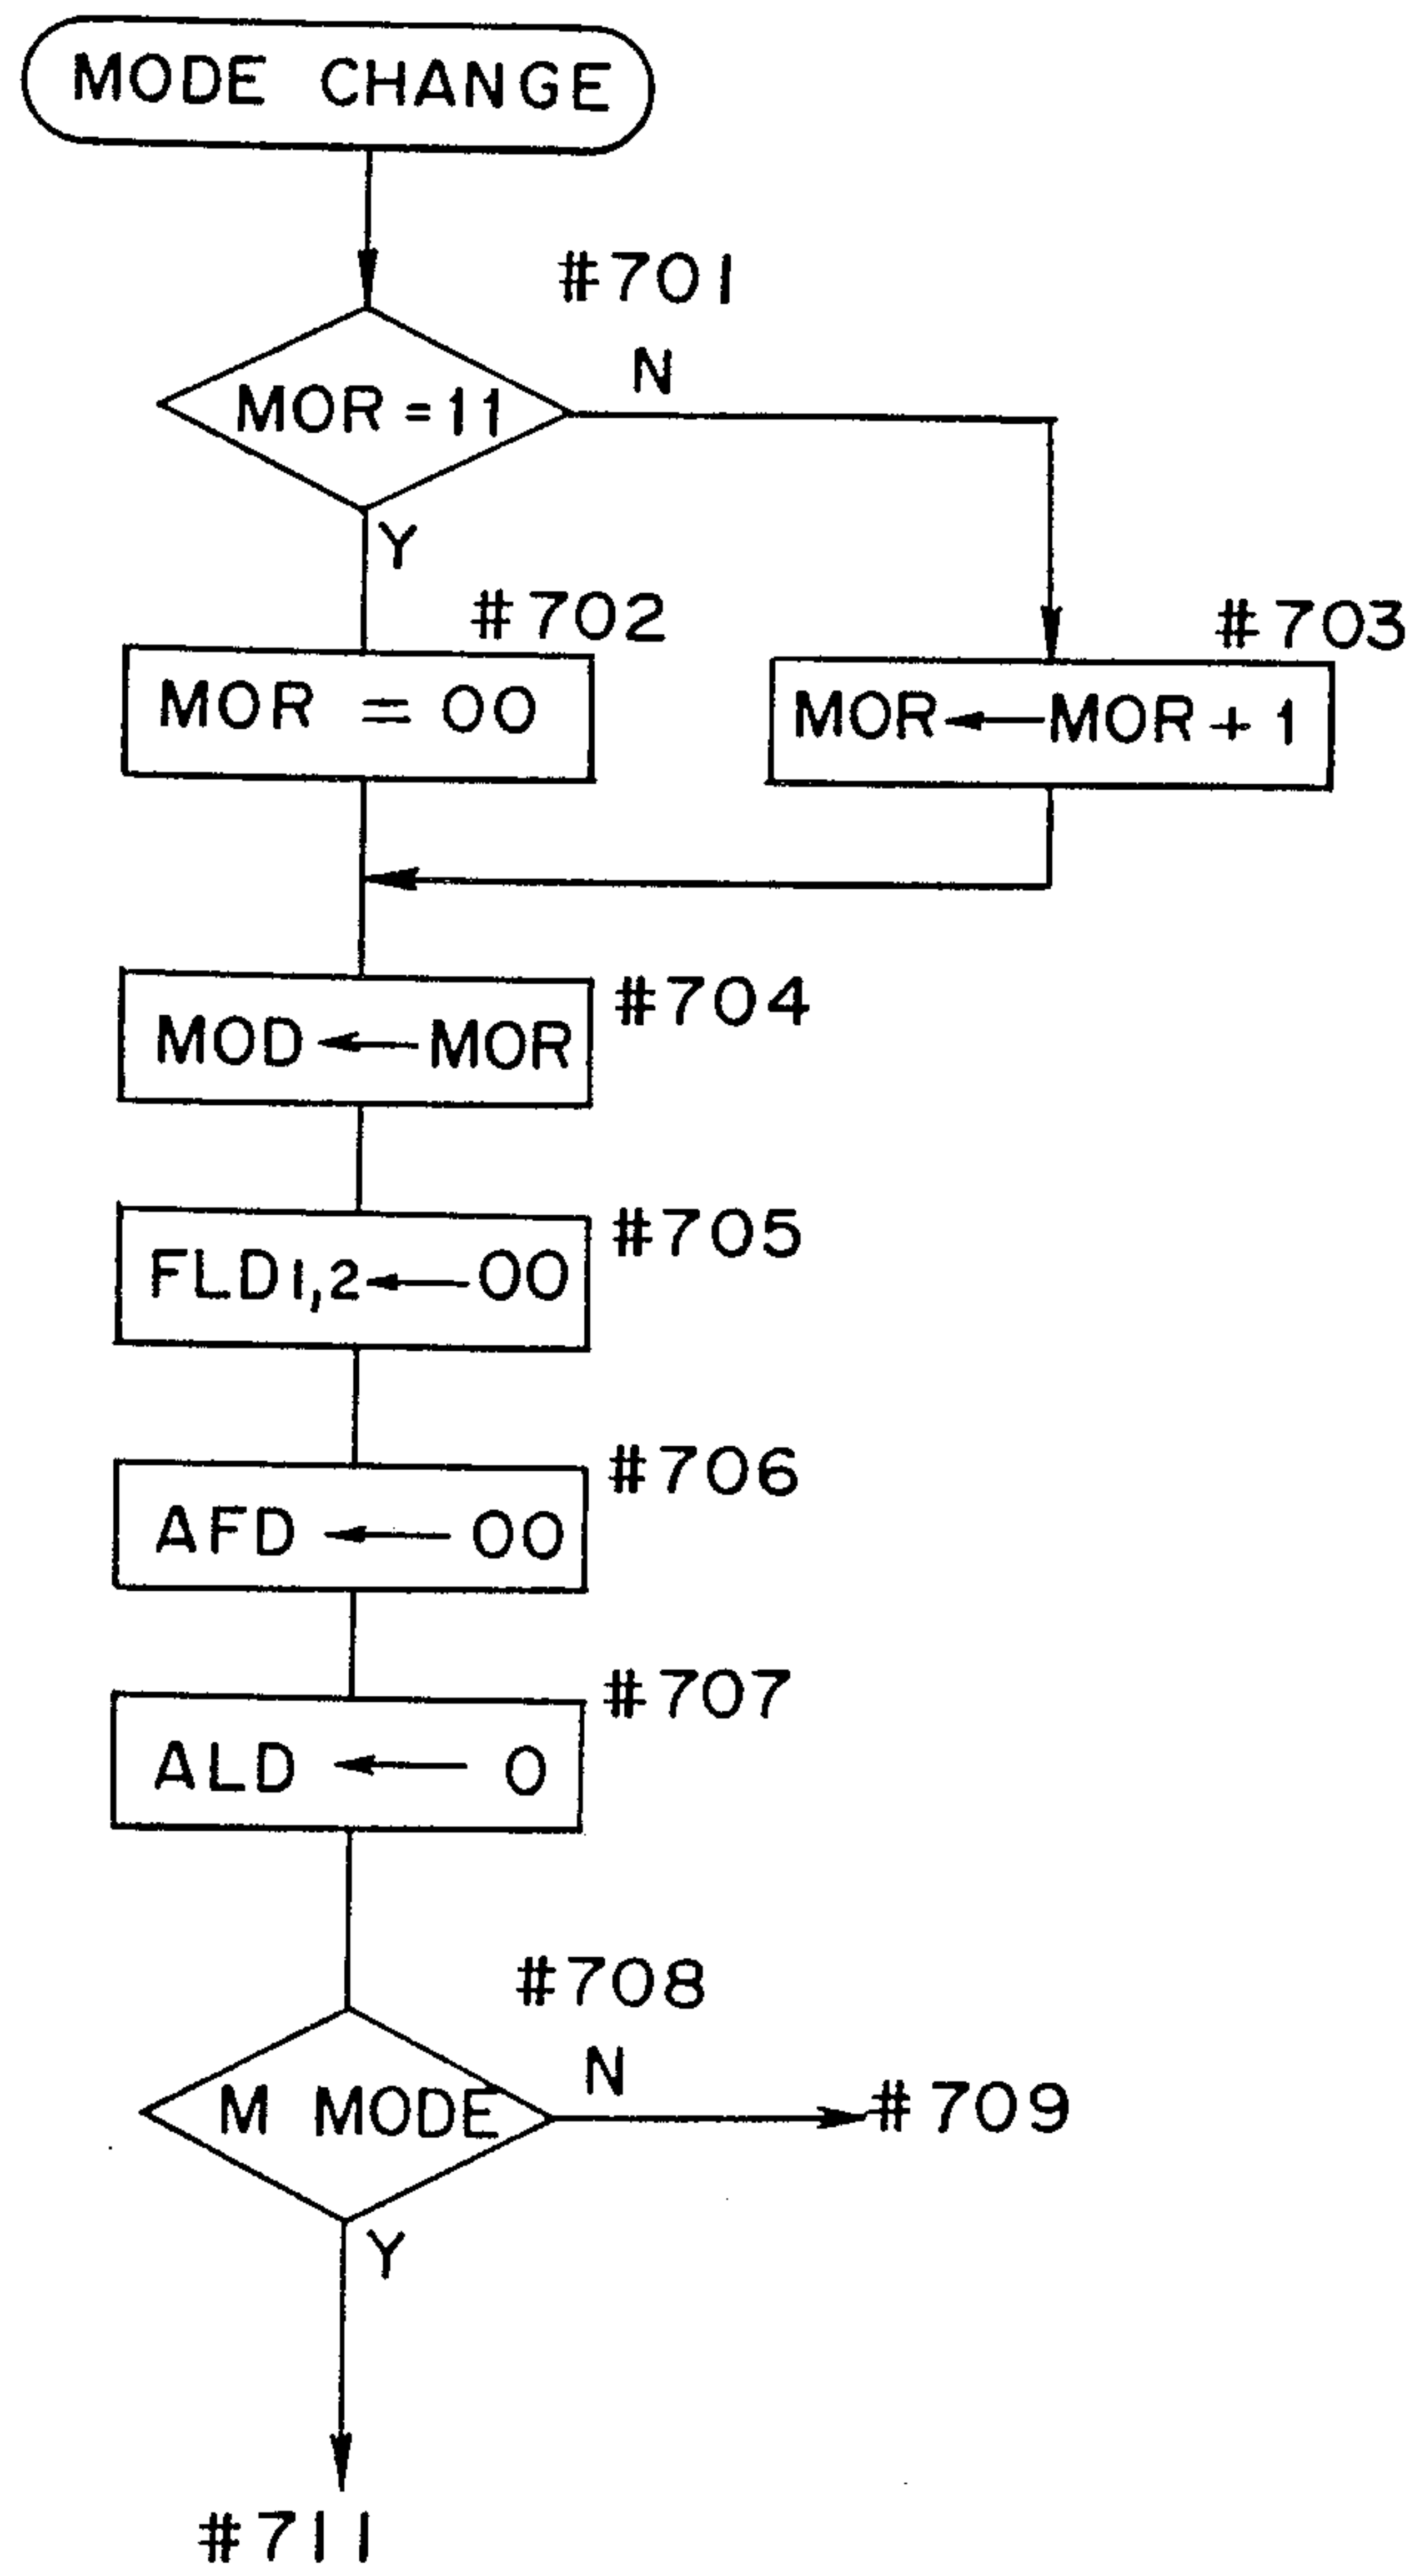 MODE CHANGE
#701
MOR = 11
N
Y
#702
MOR = 00
#703
MOR ← MOR + 1
#704
MOD ← MOR
#705
FLD1,2 ← 00
#706
AFD ← 00
#707
ALD ← 0
#708
M MODE
N
#709
Y
#711